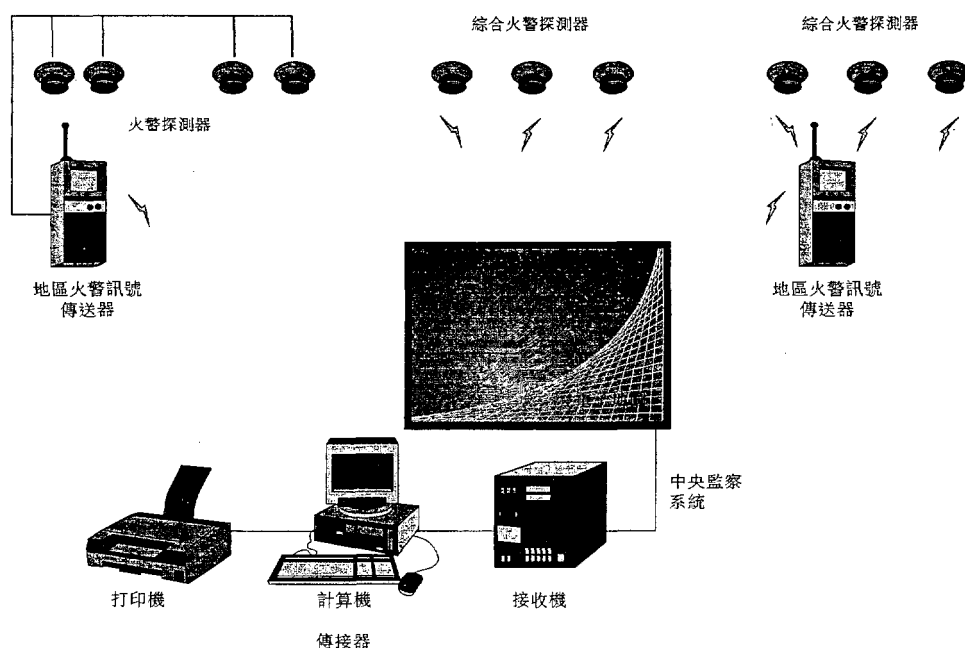 綜合火警探測器
綜合火警探測器
火警探測器
地區火警訊號
傳送器
地區火警訊號
傳送器
中央監察
系統
打印機
計算機
接收機
傳接器